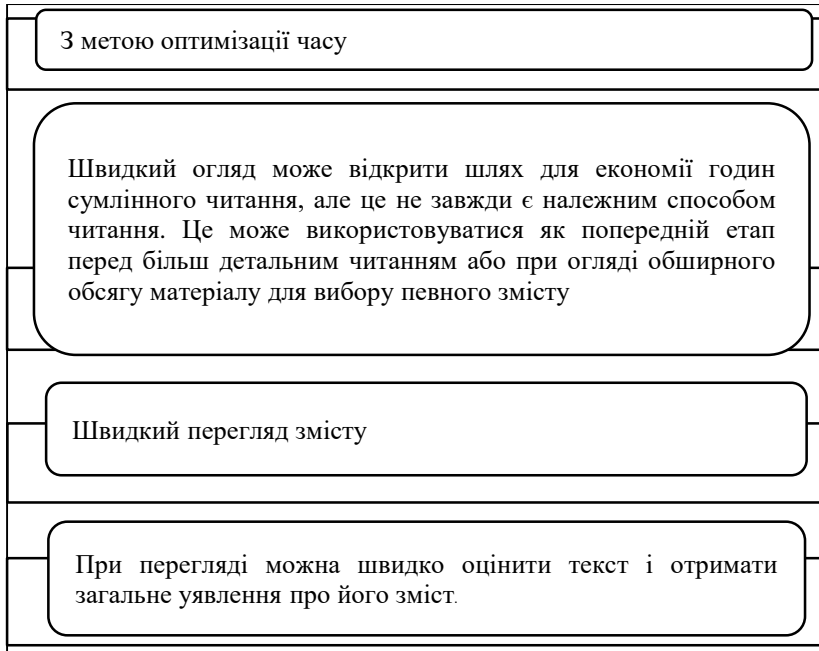 З метою оптимізації часу
Швидкий огляд може відкрити шлях для економії годин
сумлінного читання, але це не завжди є належним способом
читання. Це може використовуватися як попередній етап
перед більш детальним читанням або при огляді обширного
обсягу матеріалу для вибору певного змісту
Швидкий перегляд змісту
При перегляді можна швидко оцінити текст і отримати
загальне уявлення про його зміст.